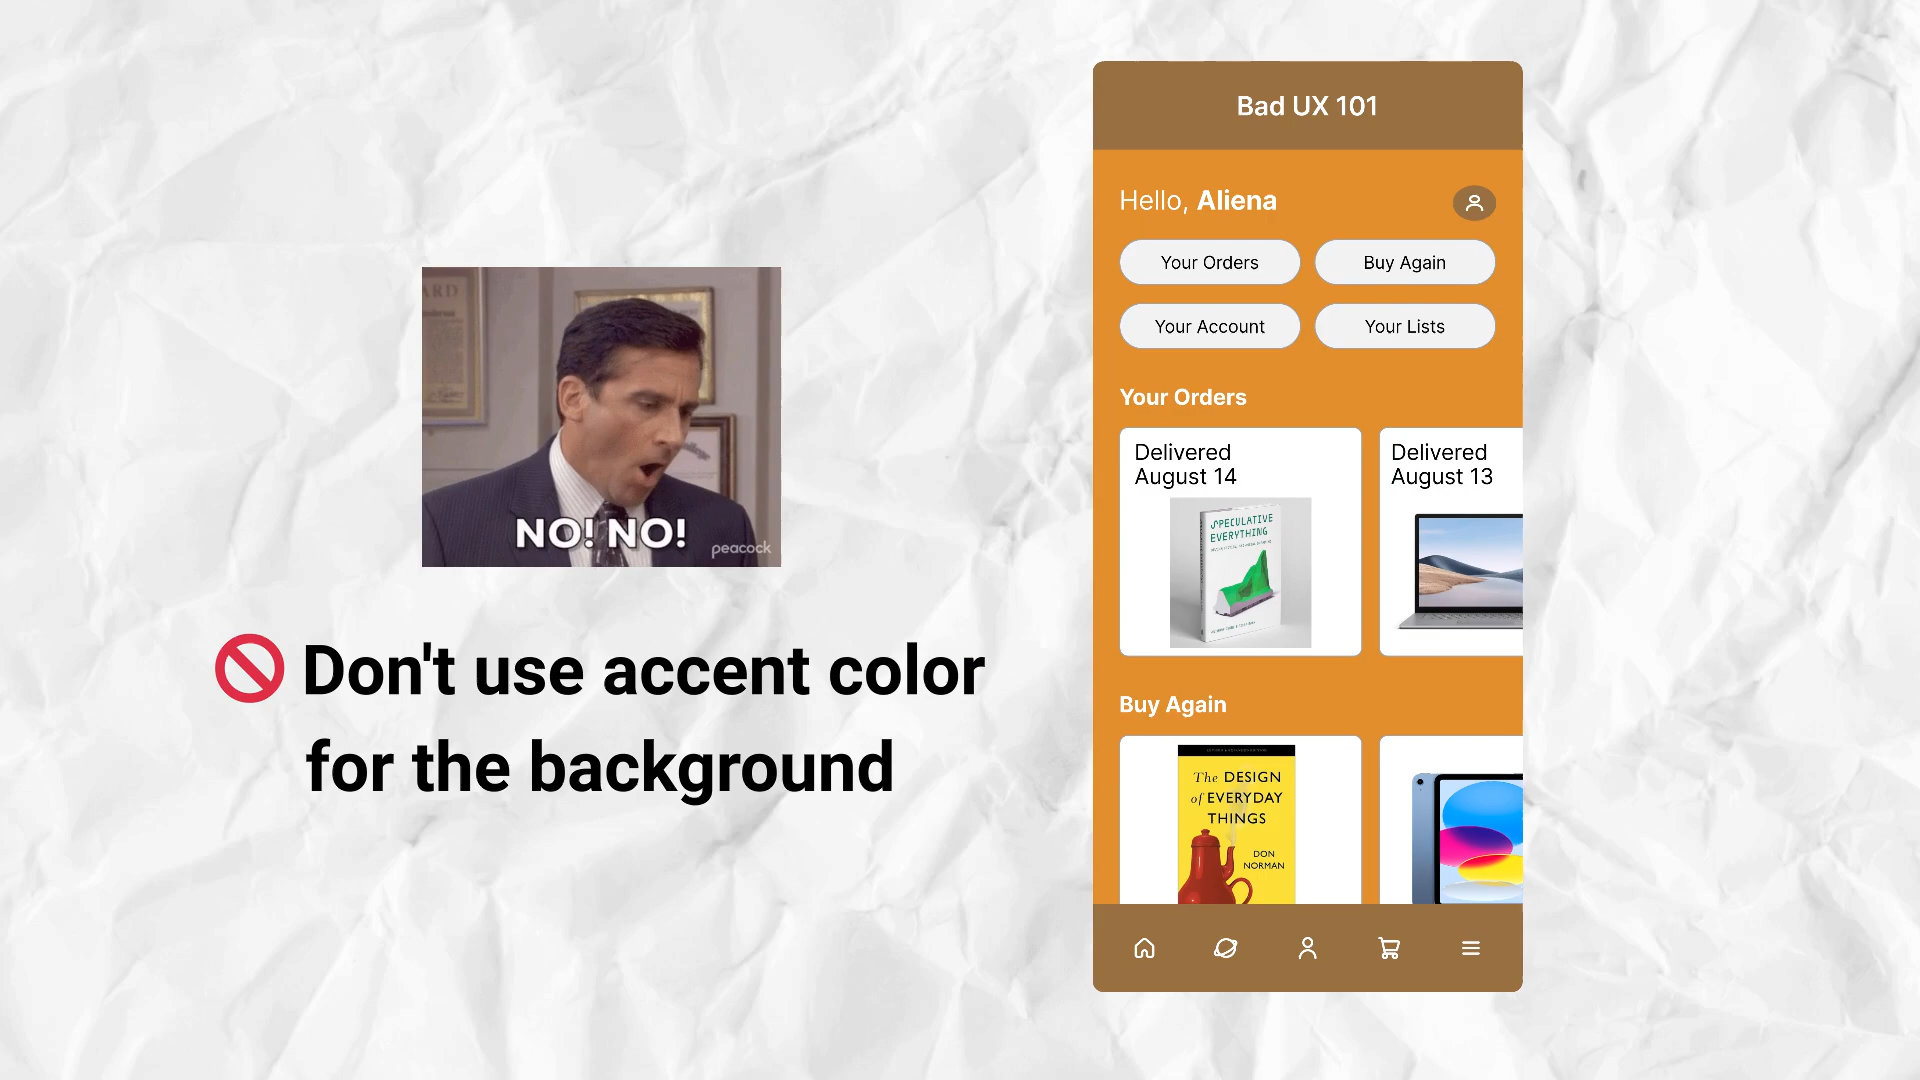 ARD
NO! NO!
peacock
Don't use accent color
for the background
Bad UX 101
Hello, Aliena
Your Orders
Buy Again
Your Account
Your Lists
Your Orders
Delivered
August 14
SPECULATIVE
EVERYTHING
Delivered
August 13
Buy Again
The DESIGN
of EVERYDAY
THINGS
DON
NORMAN